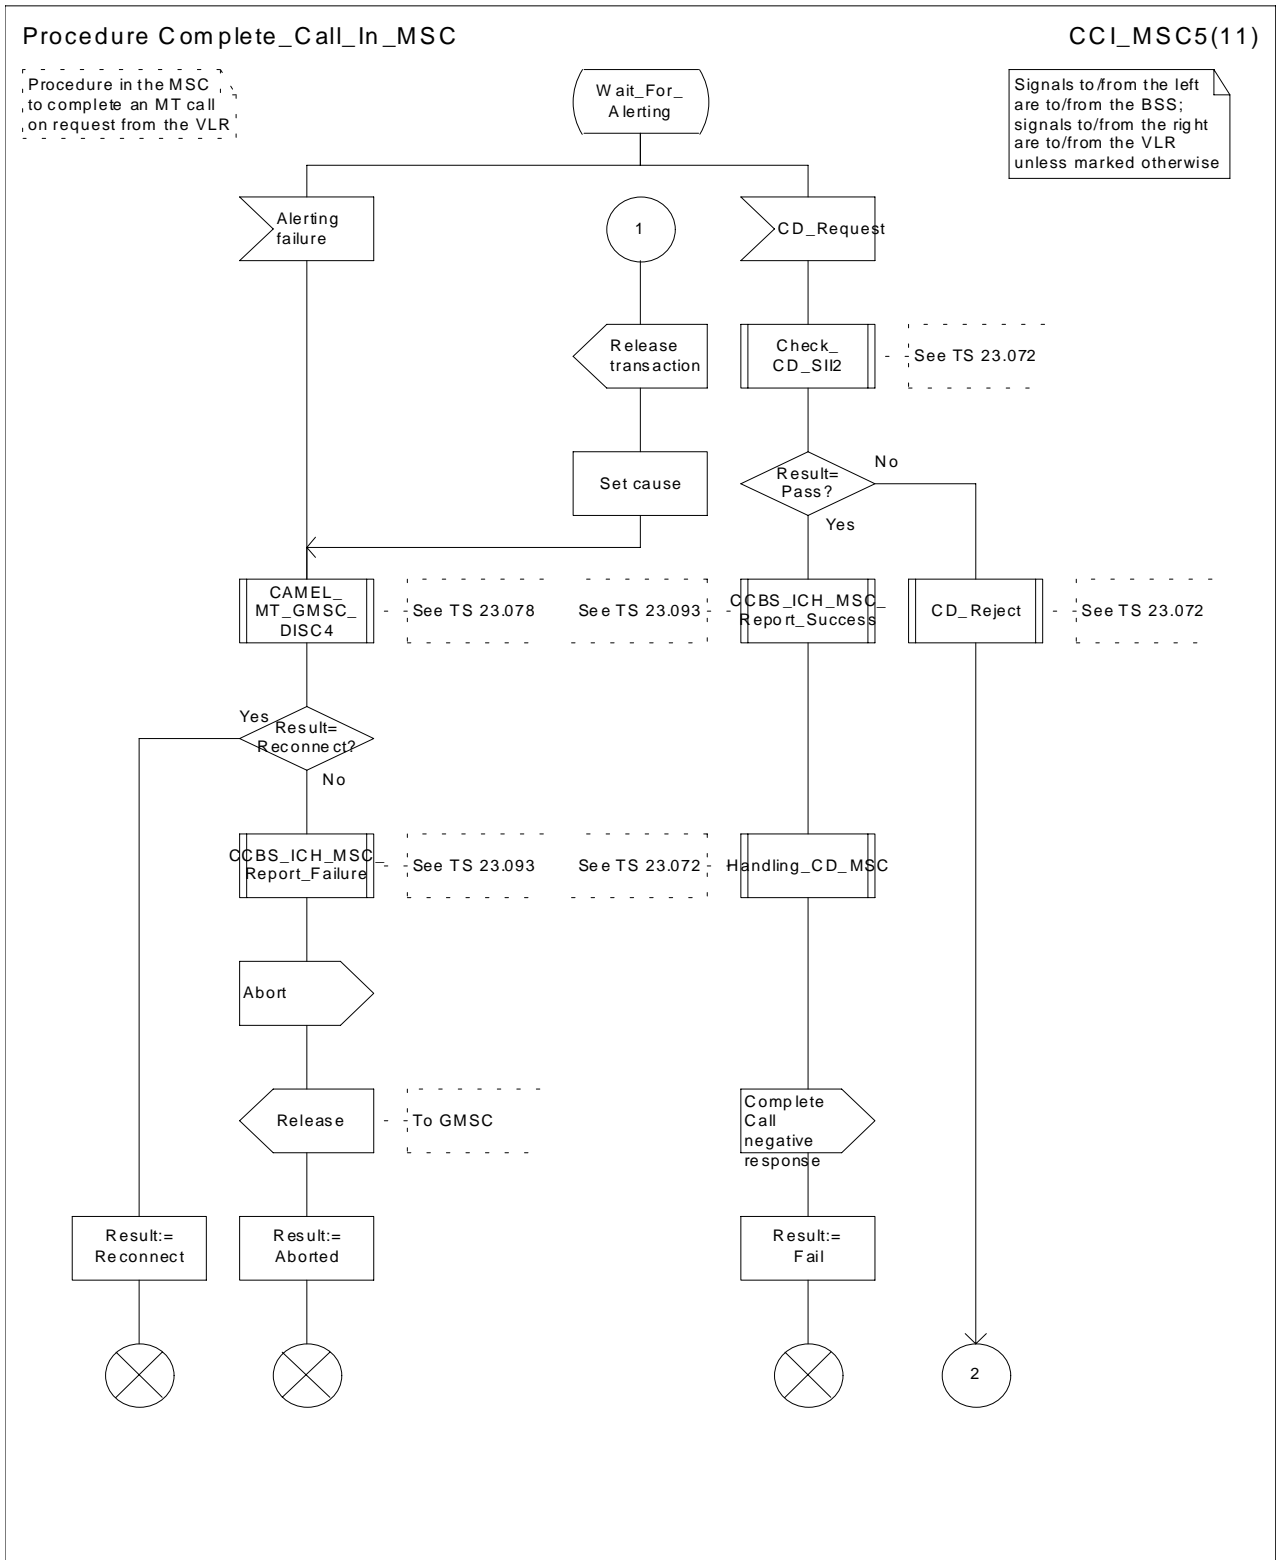 Procedure Complete_Call_In_MSC
CCI_MSC5(11)
Procedure in the MSC
to complete an MT call
on request from the VLR
Wait_For_
Alerting
Signals to/from the left
are to/from the BSS;
signals to/from the right
are to/from the VLR
unless marked otherwise
Alerting
failure
1
CD_Request
Release
transaction
Check_
CD_SII2
See TS 23.072
Set cause
Result=
Pass?
No
Yes
CAMEL_
MT_GMSC_
DISC4
See TS 23.078
See TS 23.093
CCBS_ICH_MSC_
Report_Success
CD_Reject
See TS 23.072
Yes
Result=
Reconnect?
No
CCBS_ICH_MSC_
Report_Failure
See TS 23.093
See TS 23.072
Handling_CD_MSC
Abort
Release
To GMSC
Complete
Call
negative
response
Result:=
Reconnect
Result:=
Aborted
Result:=
Fail
2